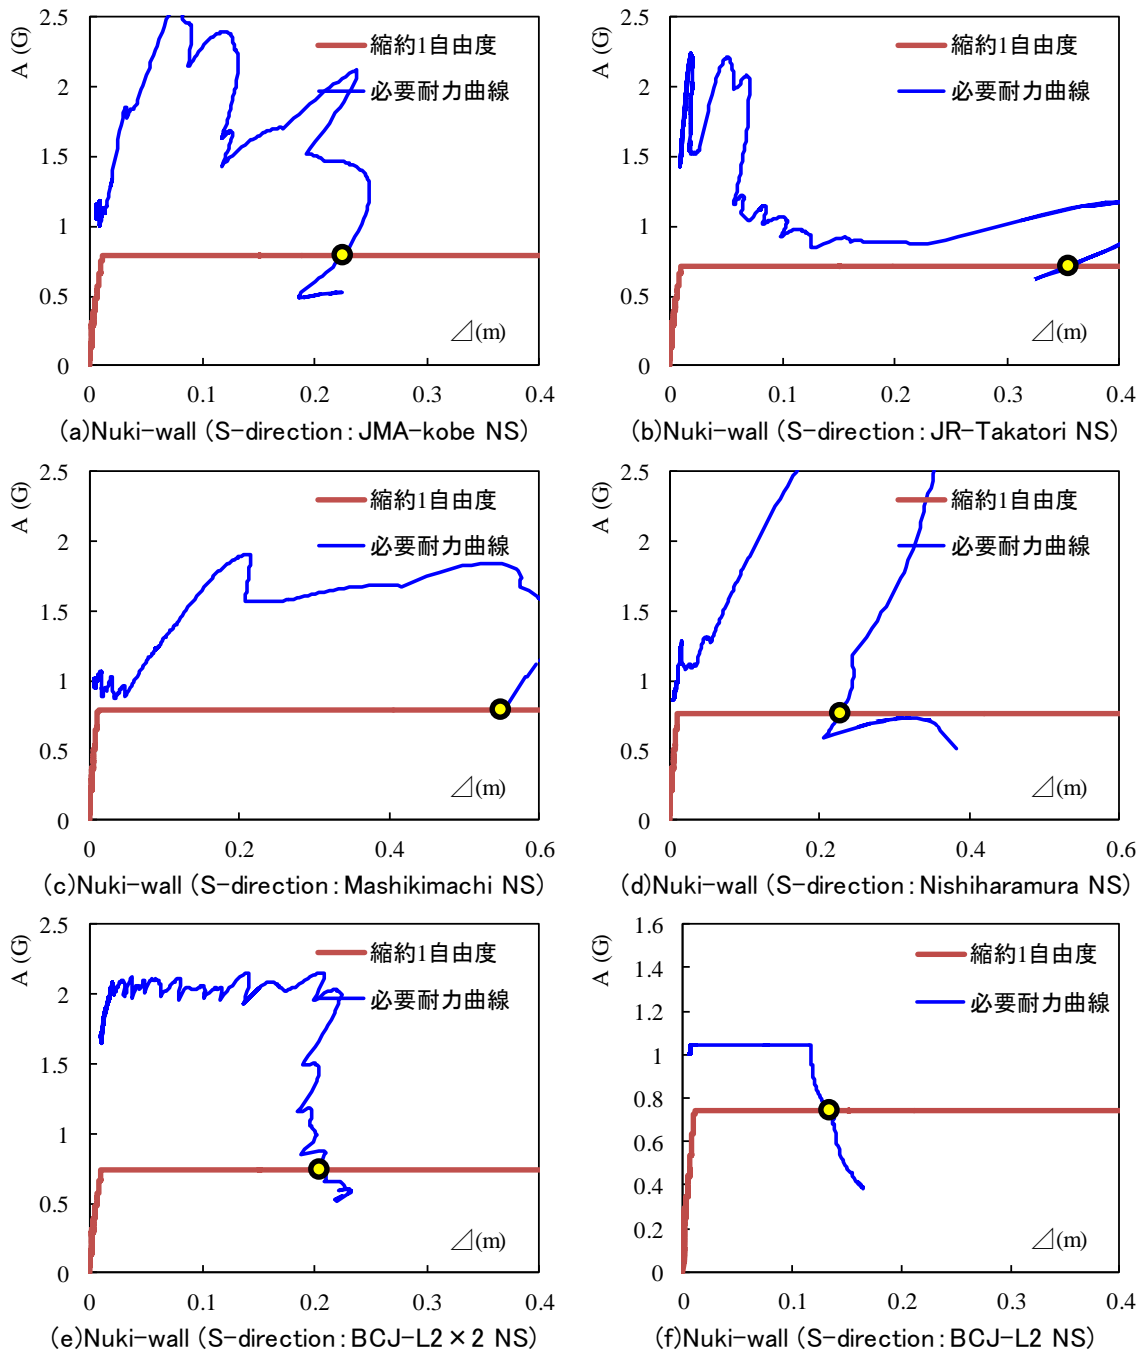 A (G)
2.5
2
1.5
1
0.5
0
縮約1自由度
必要耐力曲線
⊿(m)
0 0.1 0.2 0.3 0.4
(a)Nuki-wall (S-direction:JMA-kobe NS)
A (G)
2.5
2
1.5
1
0.5
0
縮約1自由度
必要耐力曲線
⊿(m)
0 0.1 0.2 0.3 0.4
(b)Nuki-wall (S-direction:JR-Takatori NS)
A (G)
2.5
2
1.5
1
0.5
0
縮約1自由度
必要耐力曲線
⊿(m)
0 0.2 0.4 0.6
(c)Nuki-wall (S-direction:Mashikimachi NS)
A (G)
2.5
2
1.5
1
0.5
0
縮約1自由度
必要耐力曲線
⊿(m)
0 0.2 0.4 0.6
(d)Nuki-wall (S-direction:Nishiharamura NS)
A (G)
2.5
2
1.5
1
0.5
0
縮約1自由度
必要耐力曲線
⊿(m)
0 0.1 0.2 0.3 0.4
(e)Nuki-wall (S-direction:BCJ-L2×2 NS)
A (G)
1.6
1.4
1.2
1
0.8
0.6
0.4
0.2
0
縮約1自由度
必要耐力曲線
⊿(m)
0 0.1 0.2 0.3 0.4
(f)Nuki-wall (S-direction:BCJ-L2 NS)